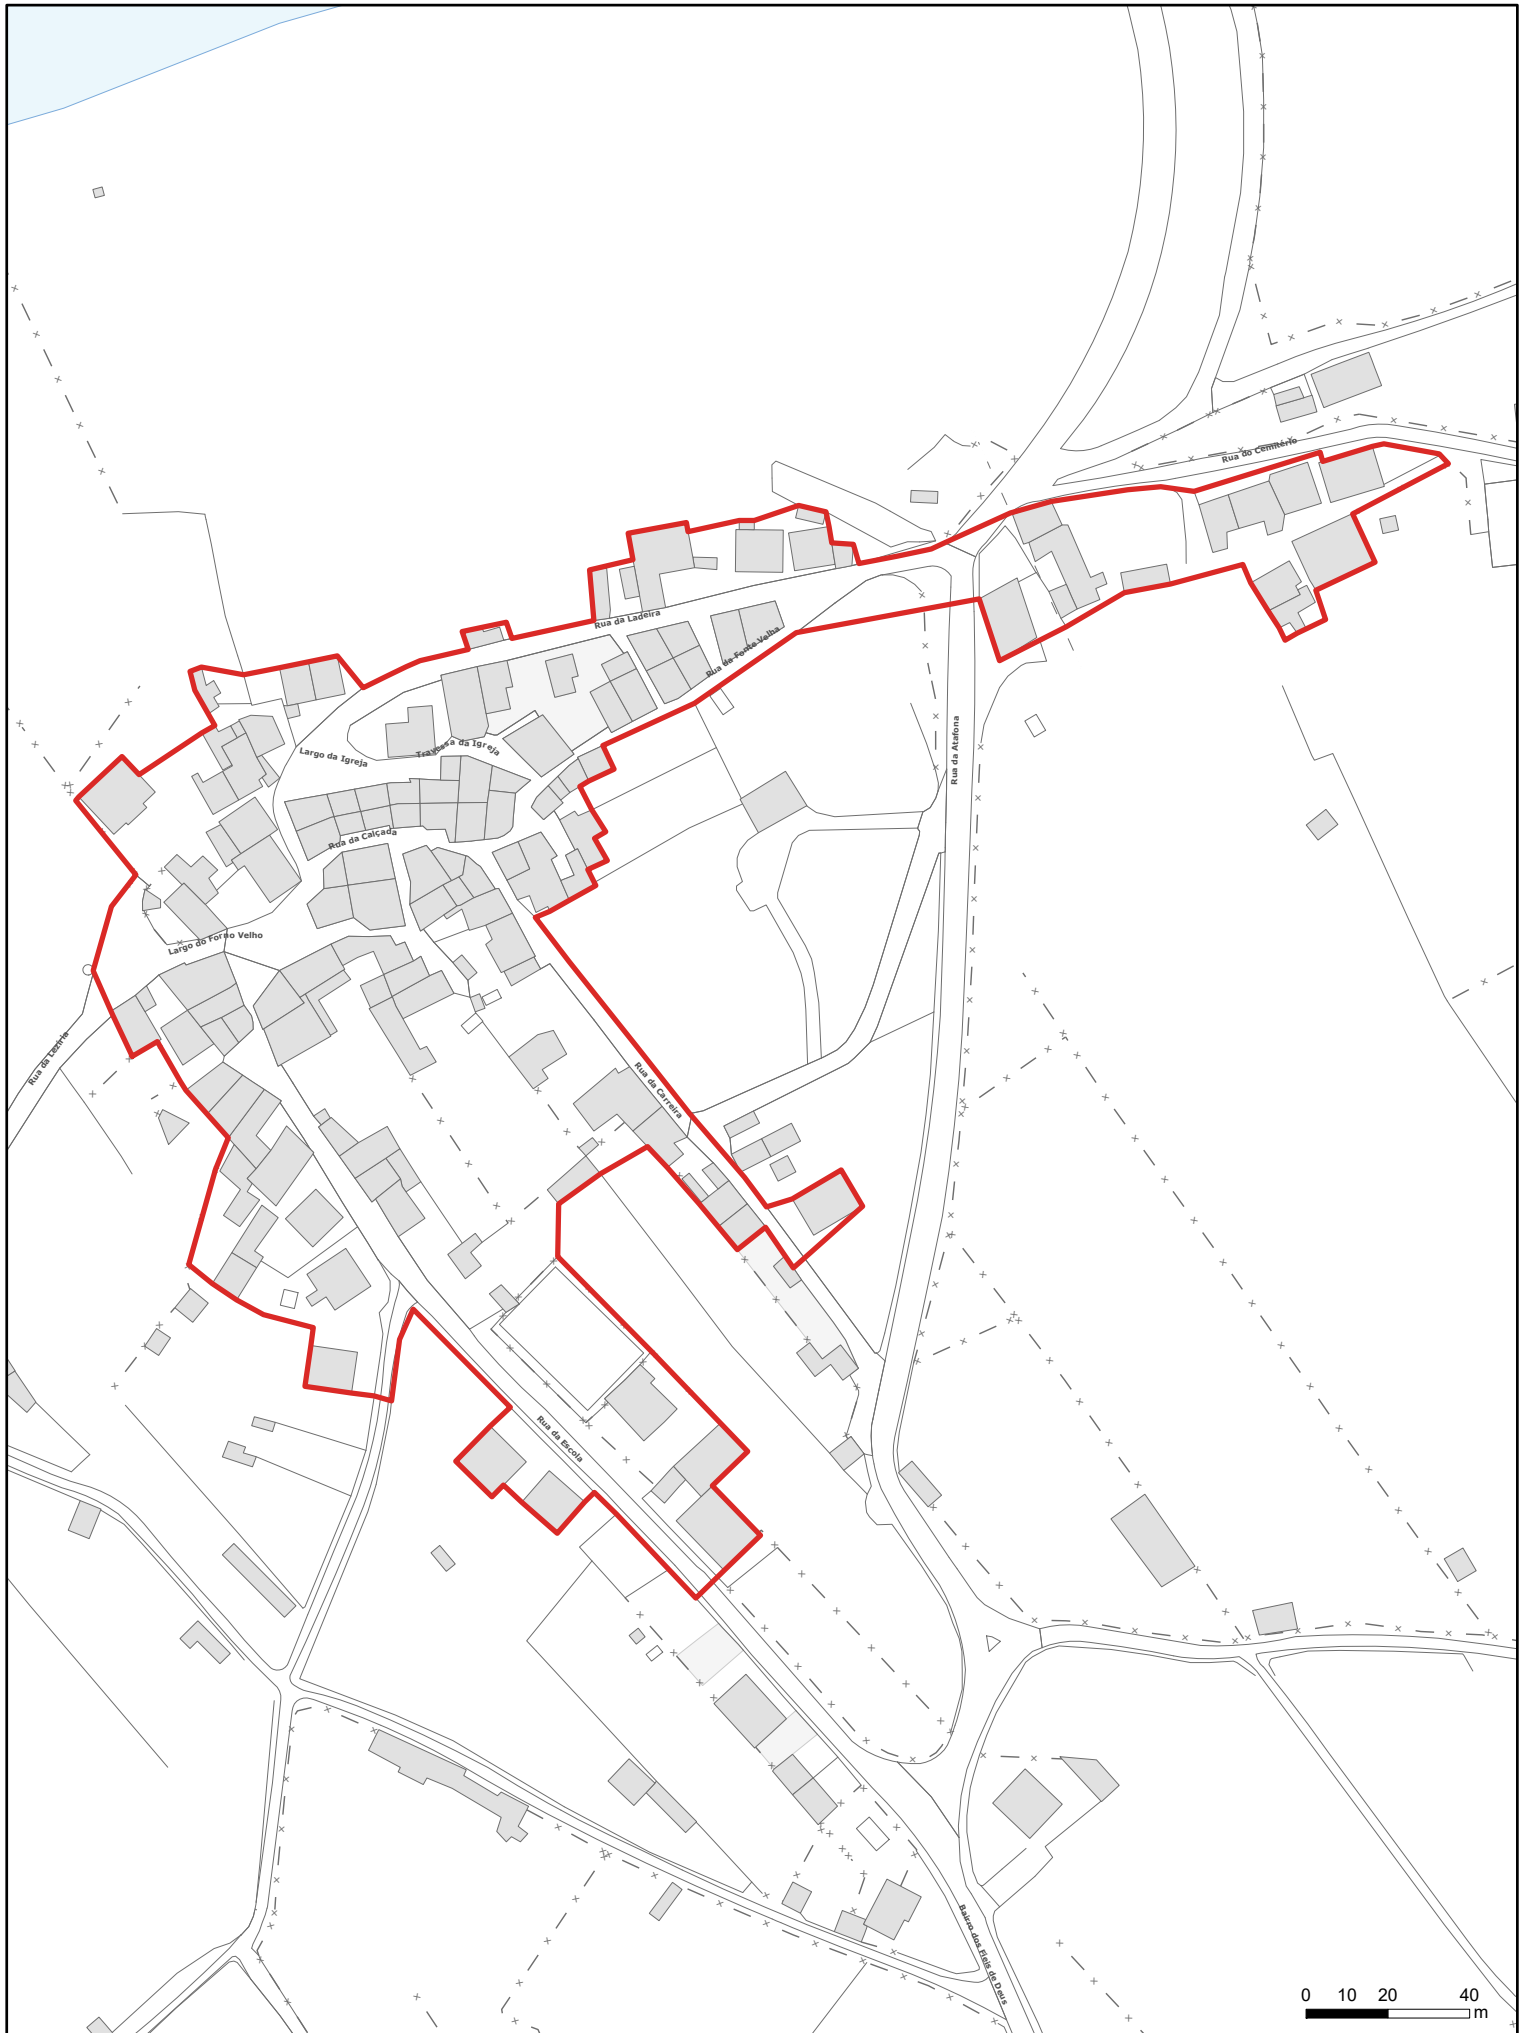 Rua do Cemitério
Rua da Ladeira
Rua da Fonte Velha
Rua da Atafona
Travessa da Igreja
Largo da Igreja
Rua da Calçada
Largo do Forno Velho
Rua da Lezíria
Rua da Carreira
Rua da Escola
Bairro dos Fieis de Deus
0 10 20 40
m